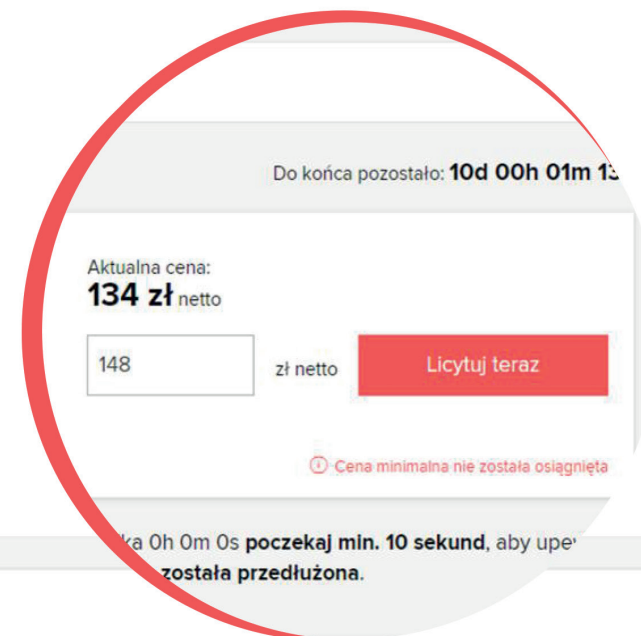 Do końca pozostało: 10d 00h 01m 13
Aktualna cena:
134 zł netto
148
zł netto
Licytuj teraz
Cena minimalna nie została osiągnięta
0h 0m 0s poczekaj min. 10 sekund, aby
została przedłużona.